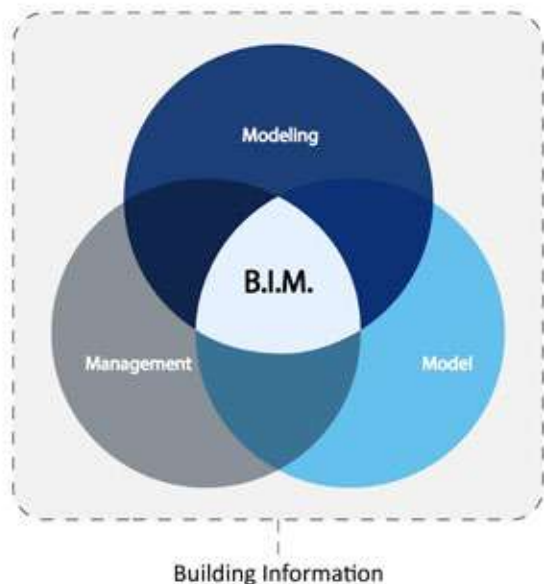 Modeling
B.I.M.
Management
Model
Building Information